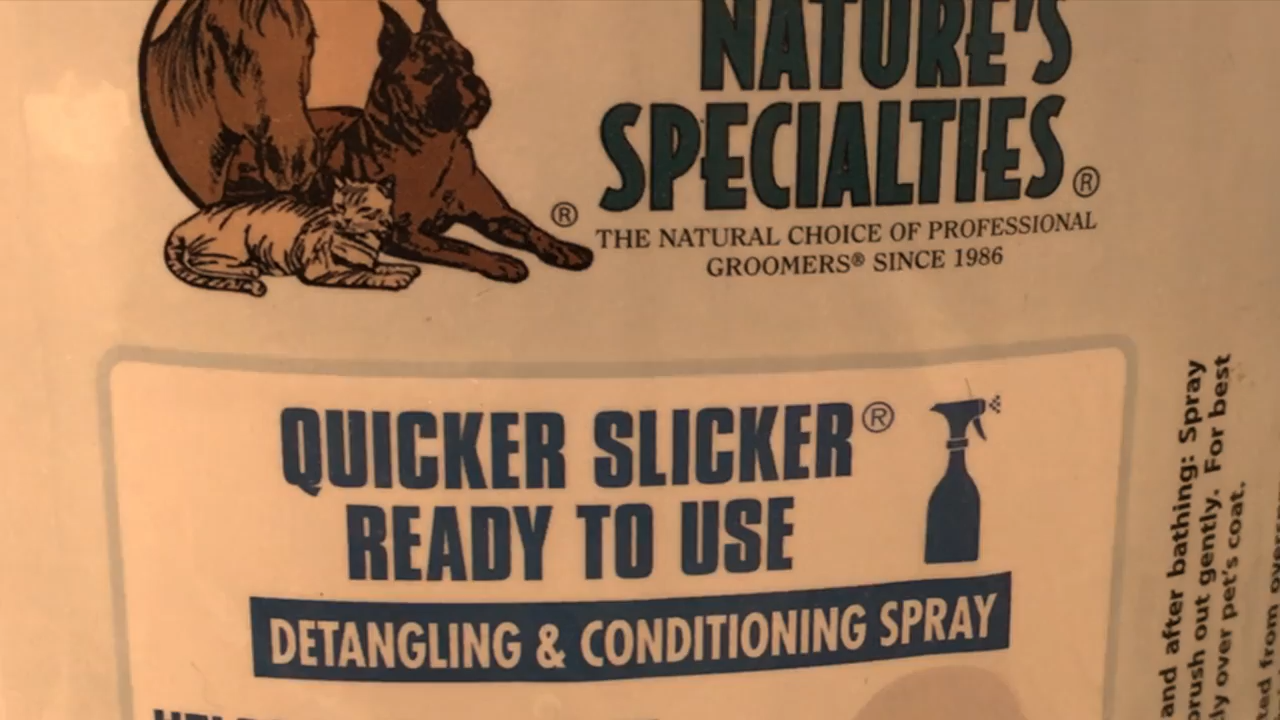 NATURE'S
SPECIALTIES®
®
THE NATURAL CHOICE OF PROFESSIONAL
GROOMERS® SINCE 1986
QUICKER SLICKER®
READY TO USE
DETANGLING & CONDITIONING SPRAY
and after bathing: Spray
brush out gently. For best
over pet's coat.
from